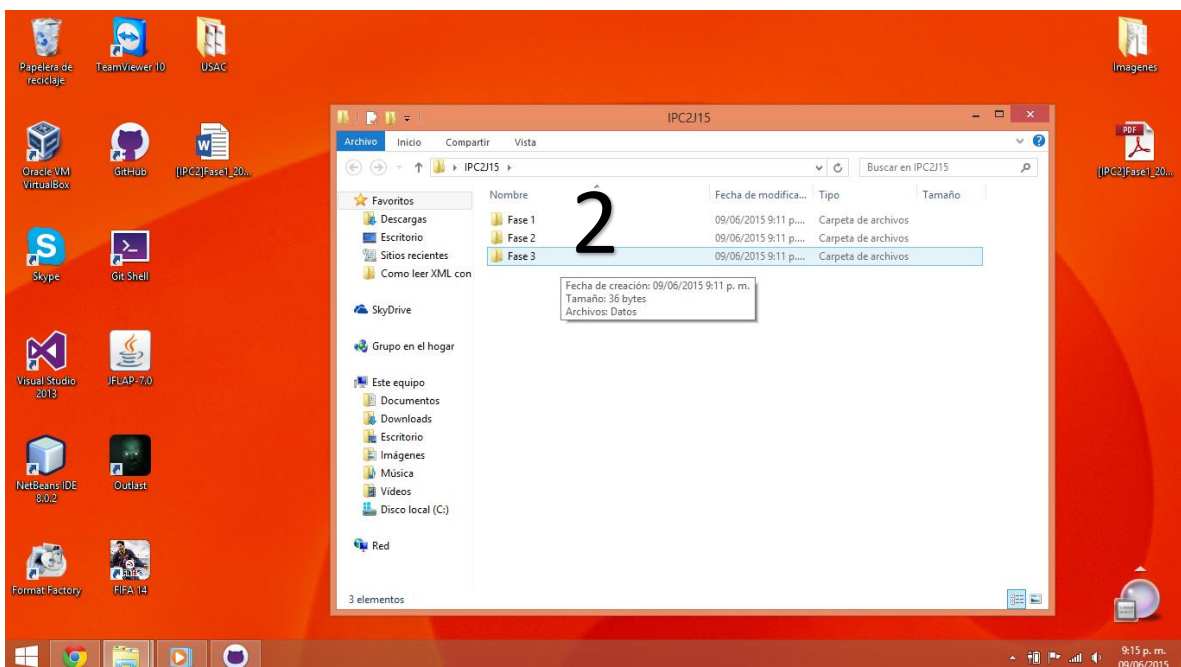 Papelera de
reciclaje
TeamViewer 10
USAC
Imagenes
Oracle VM
VirtualBox
GitHub
[IPC2]Fase1_20...
PDF
[IPC2]Fase1_20...
Skype
Git Shell
Visual Studio
2013
JFLAP-7.0
NetBeans IDE
8.0.2
Outlast
Format Factory
FIFA 14
IPC2J15
Archivo Inicio Compartir Vista
IPC2J15
Buscar en IPC2J15
Nombre Fecha de modifica... Tipo Tamaño
Fase 1 09/06/2015 9:11 p.... Carpeta de archivos
Fase 2 09/06/2015 9:11 p.... Carpeta de archivos
Fase 3 09/06/2015 9:11 p.... Carpeta de archivos
2
Fecha de creación: 09/06/2015 9:11 p. m.
Tamaño: 36 bytes
Archivos: Datos
Favoritos
Descargas
Escritorio
Sitios recientes
Como leer XML con
SkyDrive
Grupo en el hogar
Este equipo
Documentos
Downloads
Escritorio
Imágenes
Música
Vídeos
Disco local (C:)
Red
3 elementos
9:15 p. m.
09/06/2015